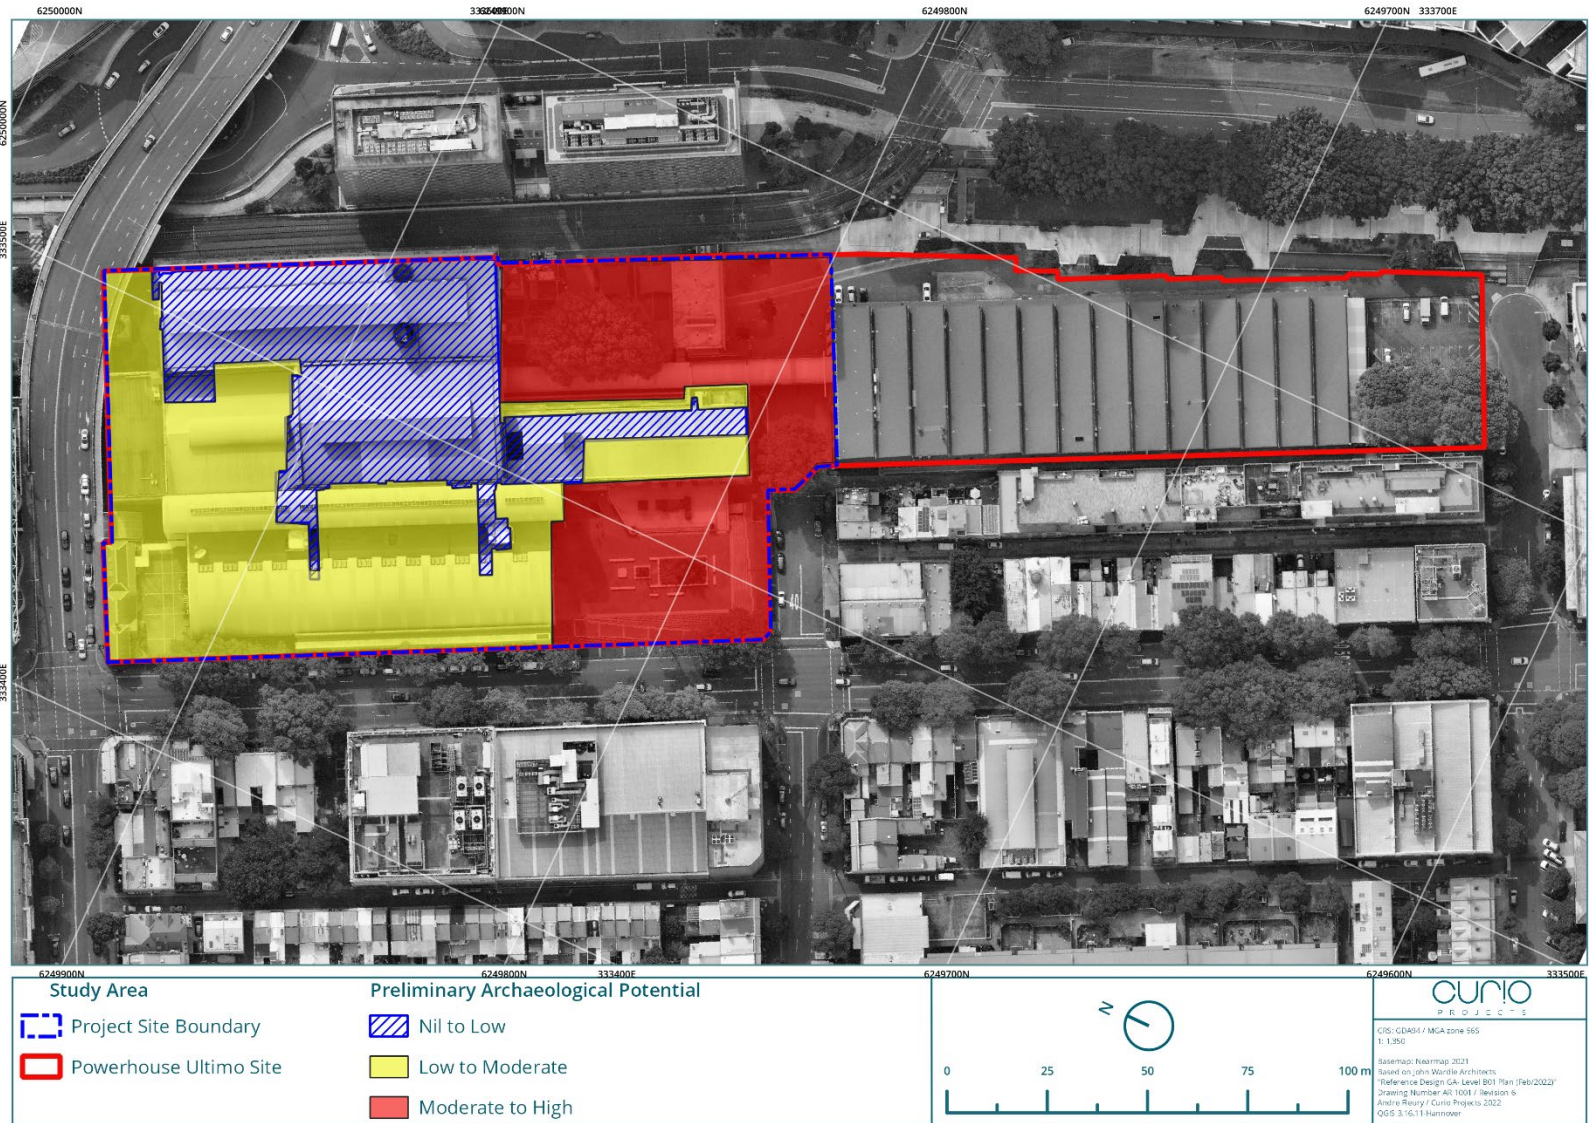 6250000N
6249800N
6249700N 333700E
6250000N
333500E
333400E
40
6249900N
6249800N
333400E
6249700N
6249600N
333500E
Study Area
Project Site Boundary
Powerhouse Ultimo Site
Preliminary Archaeological Potential
Nil to Low
Low to Moderate
Moderate to High
N
0 25 50 75 100 m
CURIO
PROJECTS
CRS: GDA94 / MGA zone 56S
1: 1,350
Basemap: Nearmap 2021
Based on John Wardle Architects
"Reference Design GA- Level B01 Plan (Feb/2022)"
Drawing Number AR 1001 / Revision 6
Andre Fleury / Curio Projects 2022
QGIS 3.16.11-Hannover